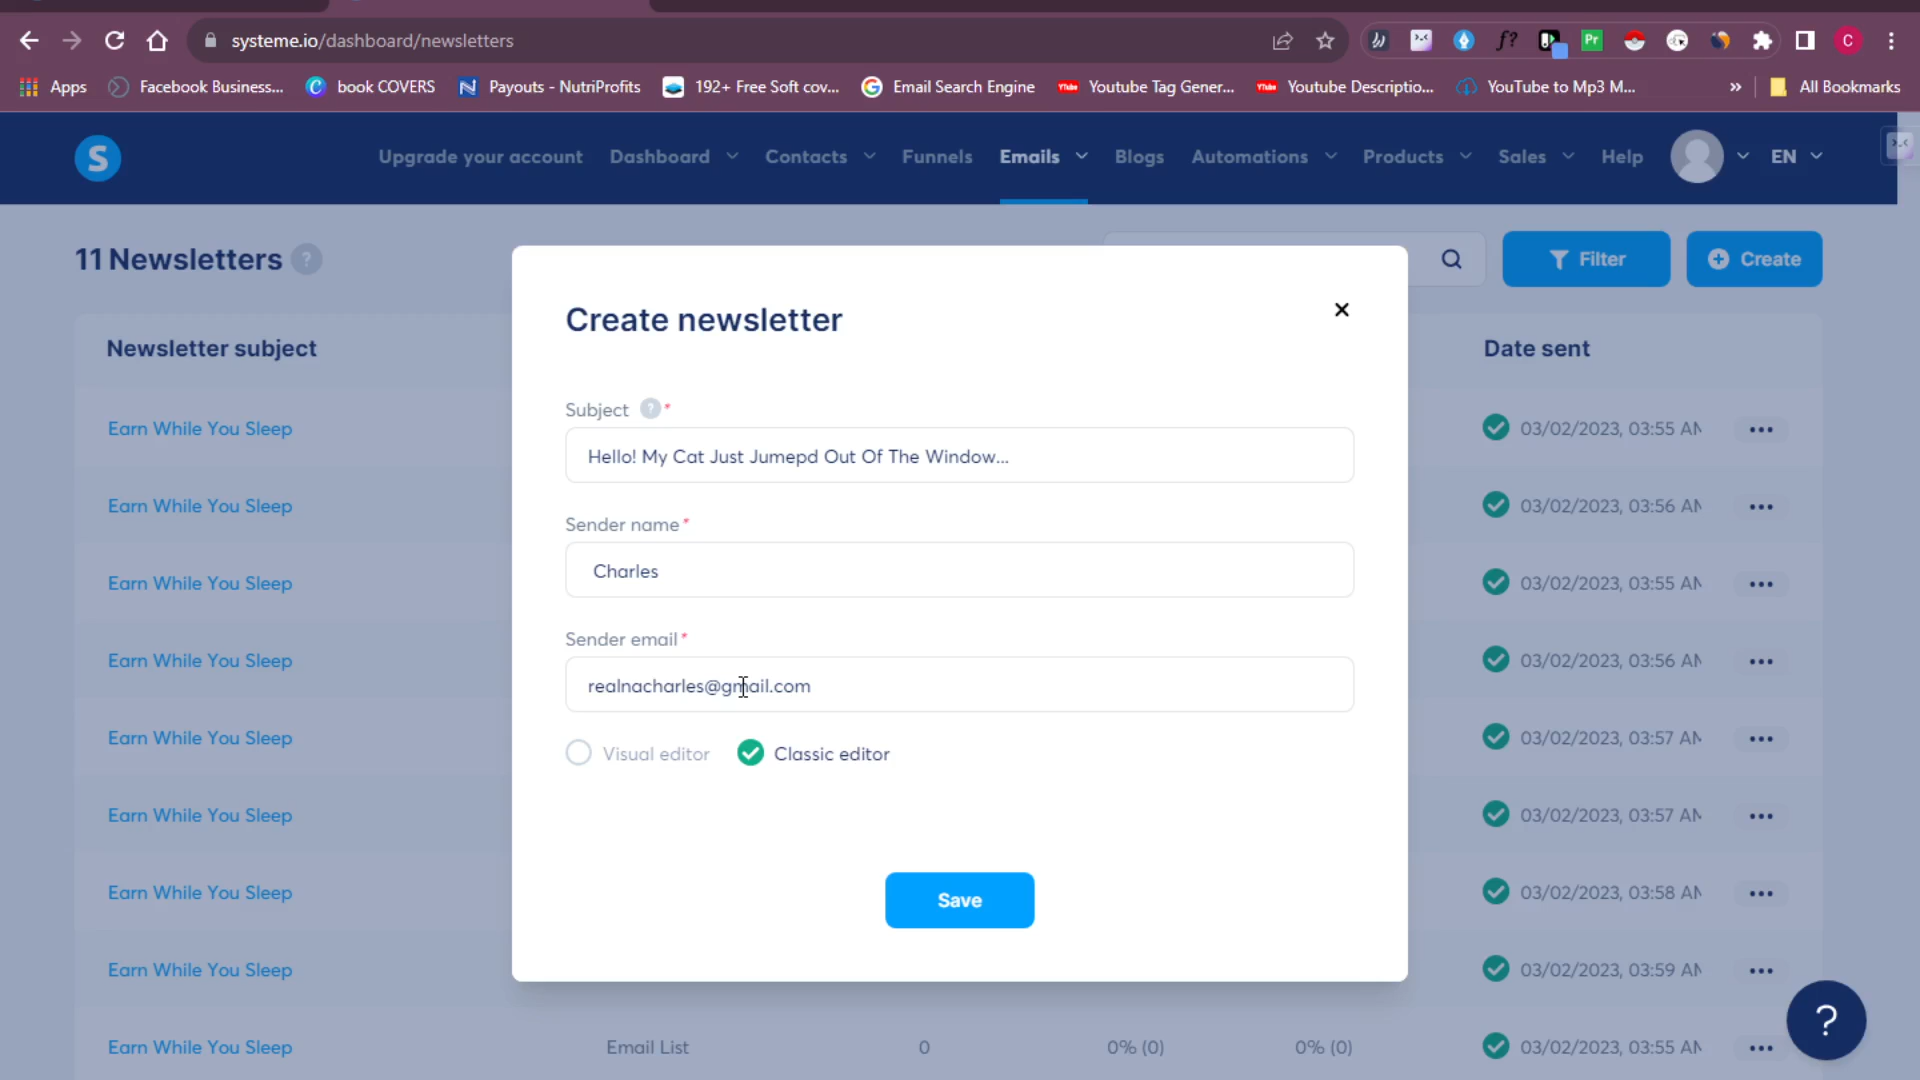 systeme.io/dashboard/newsletters
Apps Facebook Business... book COVERS Payouts - NutriProfits 192+ Free Soft cov... Email Search Engine Youtube Tag Gener... Youtube Descriptio... YouTube to Mp3 M... » All Bookmarks
S Upgrade your account Dashboard Contacts Funnels Emails Blogs Automations Products Sales Help EN
11 Newsletters ? Filter Create
Newsletter subject Date sent
Create newsletter
Subject ? *
Hello! My Cat Just Jumepd Out Of The Window...
Sender name *
Charles
Sender email *
realnacharles@gmail.com
Visual editor Classic editor
Save
Earn While You Sleep 03/02/2023, 03:55 AM
Earn While You Sleep 03/02/2023, 03:56 AM
Earn While You Sleep 03/02/2023, 03:55 AM
Earn While You Sleep 03/02/2023, 03:56 AM
Earn While You Sleep 03/02/2023, 03:57 AM
Earn While You Sleep 03/02/2023, 03:57 AM
Earn While You Sleep 03/02/2023, 03:58 AM
Earn While You Sleep 03/02/2023, 03:59 AM
Earn While You Sleep Email List 0 0% (0) 0% (0) 03/02/2023, 03:55 AM
?